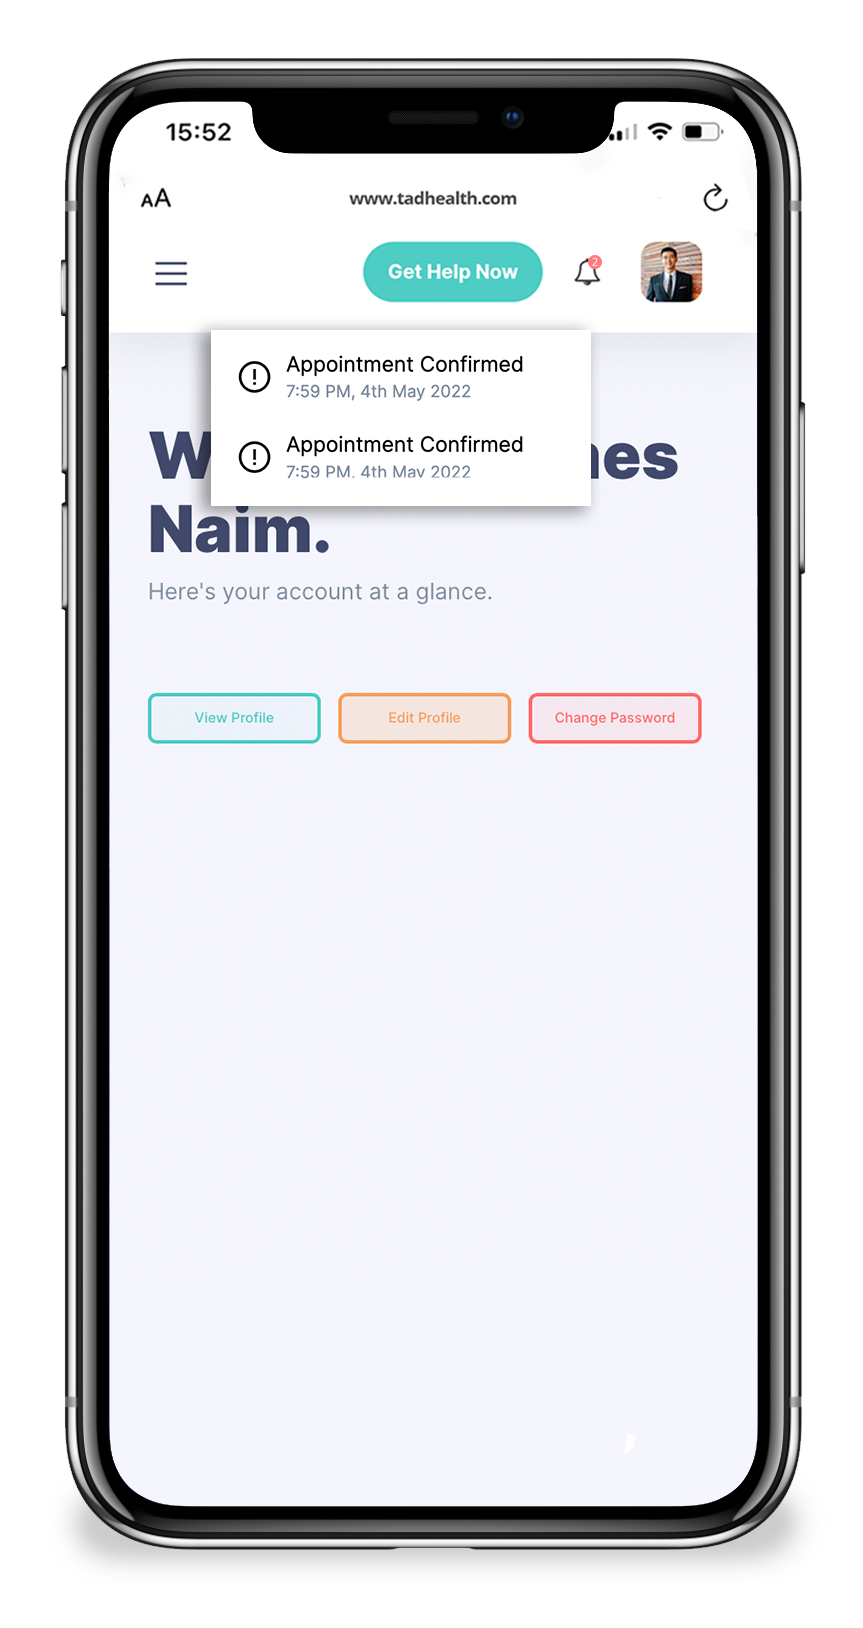 15:52
AA
www.tadhealth.com
Get Help Now
2
Appointment Confirmed
7:59 PM, 4th May 2022
Appointment Confirmed
7:59 PM, 4th May 2022
Naim.
Here's your account at a glance.
View Profile
Edit Profile
Change Password